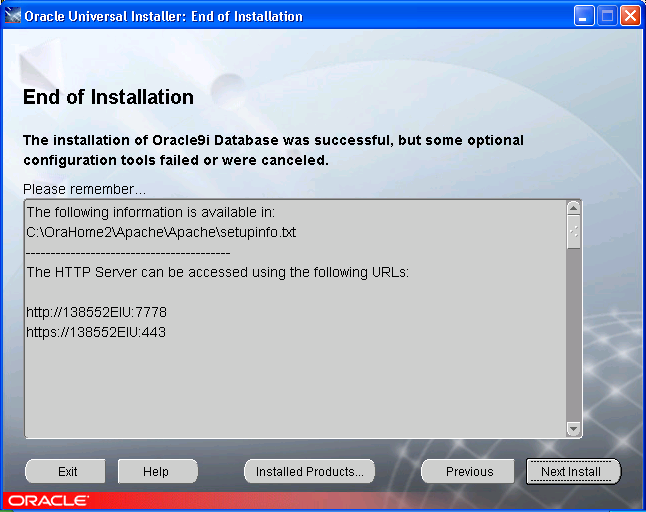 Oracle Universal Installer: End of Installation
End of Installation
The installation of Oracle9i Database was successful, but some optional
configuration tools failed or were canceled.
Please remember...
The following information is available in:
C:\OraHome2\Apache\Apache\setupinfo.txt
-----------------------------------------
The HTTP Server can be accessed using the following URLs:
http://138552EIU:7778
https://138552EIU:443
Exit
Help
Installed Products...
Previous
Next Install
ORACLE